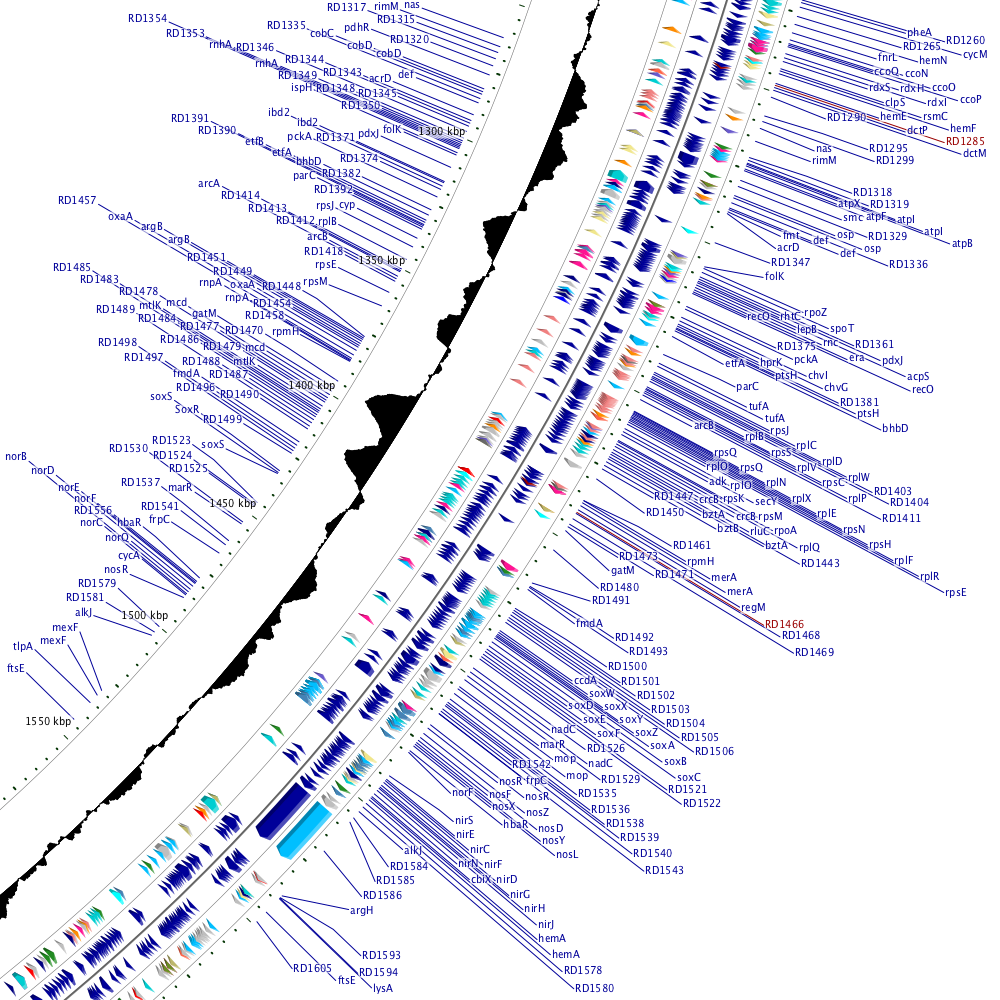 RD1317 rimM nas
RD1354
RD1315
RD1335 pdhR
RD1353 cobC
RD1320
rnhA RD1346 cobD
cobD
RD1344
rnhA
RD1343 def
RD1349 acrD
ispH RD1348
RD1345
RD1350
ibd2
RD1391 ibd2
RD1390 folK 1300 kbp
pckA RD1371 pdxJ
etfB
etfA
bhbD RD1374
parC RD1382
arcA RD1392
RD1414
RD1457 rpsJ cyp
RD1413
oxaA RD1412 rplB
argB
argB arcB
RD1418
RD1451 1350 kbp
rpsE
RD1485 RD1449
RD1483 rnpA oxaA RD1448 rpsM
RD1478 rnpA
mtlK mcd RD1454
RD1489 gatM RD1458
RD1484 RD1477 RD1470 rpmH
RD1498 RD1486 RD1479 mcd
RD1497 RD1488 mtlK
fmdA RD1487
RD1496 1400 kbp
soxS RD1490
SoxR
RD1499
RD1523 soxS
RD1530
norB RD1524
norD RD1525
RD1537
norE marR
norF 1450 kbp
RD1556 RD1541
norC hbaR frpC
norQ
cycA
nosR
RD1579
RD1581
alkJ 1500 kbp
mexF
mexF
tlpA
ftsE
1550 kbp
pheA
RD1260
RD1265
cycM
fnrL hemN
ccoQ ccoN
rdxS rdxH ccoO
clpS rdxI ccoP
RD1290 hemE rsmC
dctP hemF
RD1285
nas RD1295 dctM
rimM RD1299
RD1318
atpX RD1319
smc atpF atpI
fmt def osp RD1329 atpI
acrD def osp atpB
RD1347 RD1336
folK
recO rhtC rpoZ
lepB spoT
RD1375 rnc RD1361
etfA hprK pckA era pdxJ
ptsH chvI acpS
parC chvG recO
RD1381
tufA ptsH
tufA
arcB rpsJ bhbD
rplB rplC
rpsQ rpsS rplD
rplO rpsQ rplV rplW
adk rplO rplN rpsC RD1403
RD1447 crcB rpsK secY rplX rplP RD1404
RD1450 bztA crcB rpsM rplE RD1411
bztB rluC rpoA rpsN
RD1461 bztA rplQ rpsH
RD1473 rpmH RD1443 rplF
gatM RD1471 merA rplR
RD1480 merA rpsE
RD1491 regM
fmdA RD1466
RD1492 RD1468
RD1493 RD1469
RD1500
ccdA RD1501
soxW RD1502
soxD soxX RD1503
soxE soxY RD1504
nadC soxF soxZ RD1505
marR RD1526 soxA RD1506
RD1542 mop nadC soxB
nosR frpC mop RD1529 soxC
norF nosF nosR RD1535 RD1521
nosX nosZ RD1536 RD1522
nirS hbaR nosD RD1538
nirE nosY RD1539
alkJ nirC nosL RD1540
RD1584 nirN nirF RD1543
RD1585 cbiX nirD
RD1586 nirG
argH nirH
nirJ
hemA
RD1593 hemA
RD1605 RD1594 RD1578
ftsE lysA RD1580